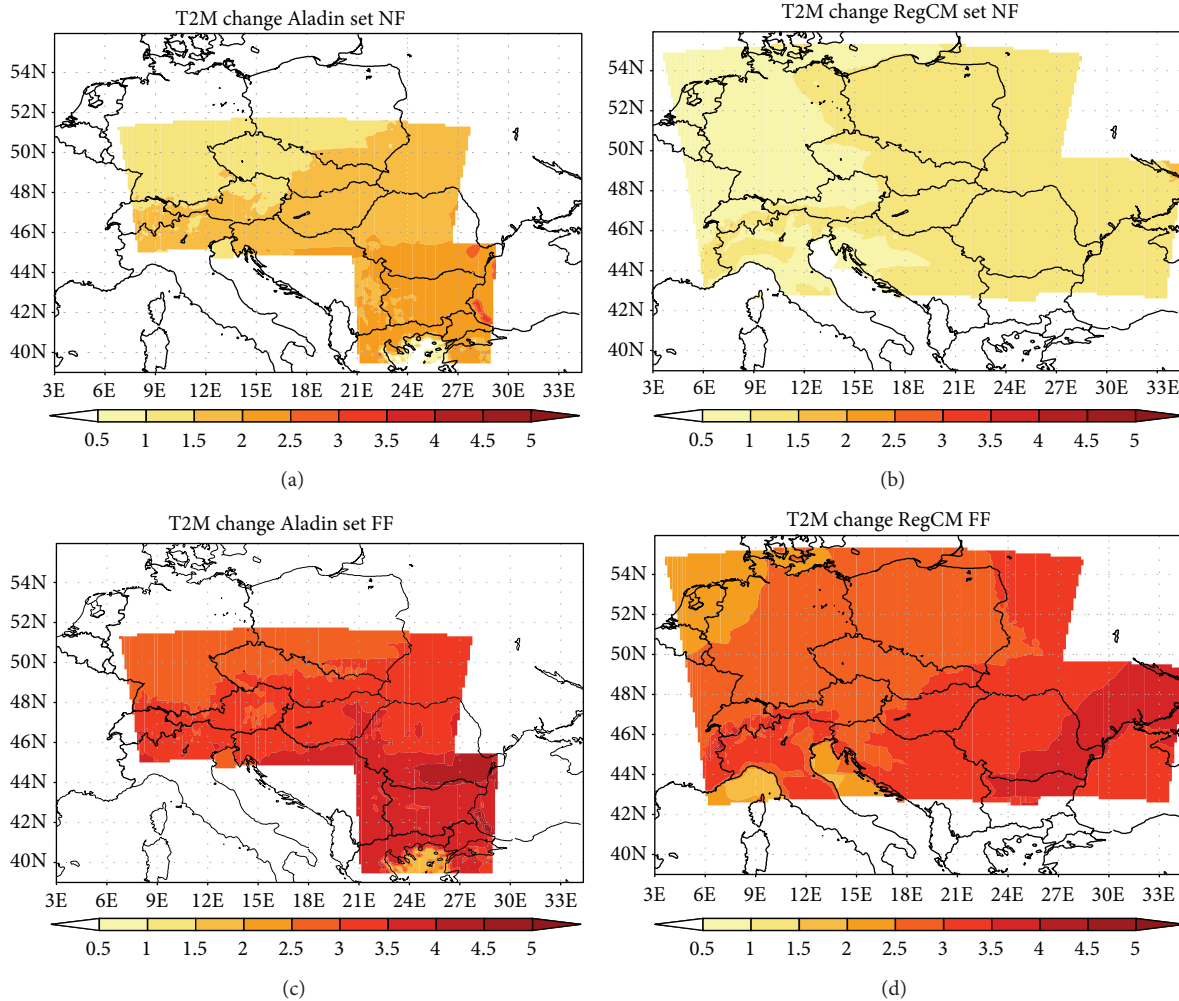 T2M change Aladin set NF
54N
52N
50N
48N
46N
44N
42N
40N
3E 6E 9E 12E 15E 18E 21E 24E 27E 30E 33E
0.5 1 1.5 2 2.5 3 3.5 4 4.5 5
(a)
T2M change RegCM set NF
54N
52N
50N
48N
46N
44N
42N
40N
3E 6E 9E 12E 15E 18E 21E 24E 27E 30E 33E
0.5 1 1.5 2 2.5 3 3.5 4 4.5 5
(b)
T2M change Aladin set FF
54N
52N
50N
48N
46N
44N
42N
40N
3E 6E 9E 12E 15E 18E 21E 24E 27E 30E 33E
0.5 1 1.5 2 2.5 3 3.5 4 4.5 5
(c)
T2M change RegCM FF
54N
52N
50N
48N
46N
44N
42N
40N
3E 6E 9E 12E 15E 18E 21E 24E 27E 30E 33E
0.5 1 1.5 2 2.5 3 3.5 4 4.5 5
(d)